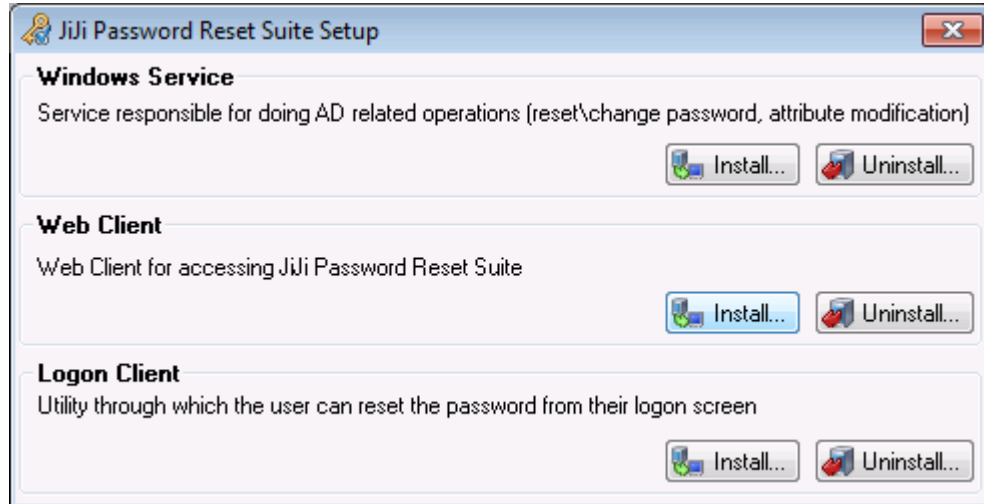 JiJi Password Reset Suite Setup
Windows Service
Service responsible for doing AD related operations (reset\change password, attribute modification)
Install... Uninstall...
Web Client
Web Client for accessing JiJi Password Reset Suite
Install... Uninstall...
Logon Client
Utility through which the user can reset the password from their logon screen
Install... Uninstall...